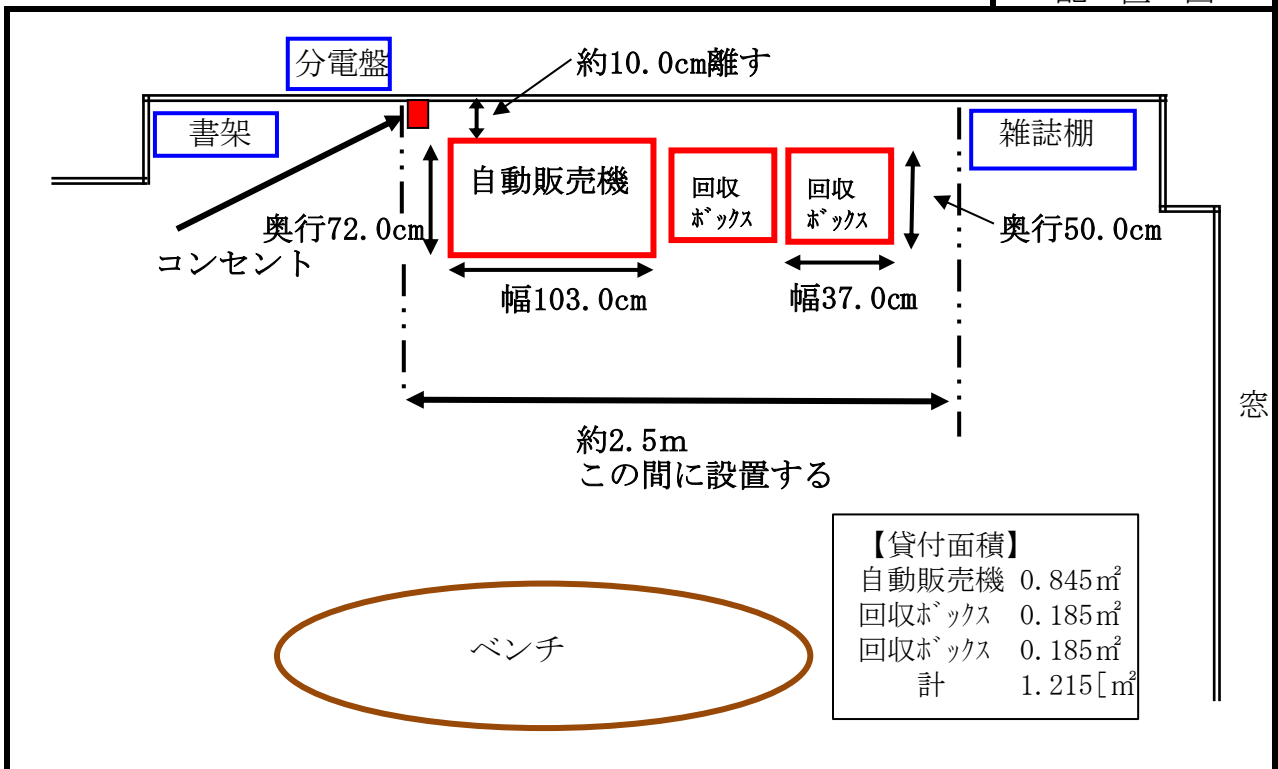 分電盤
約10.0cm離す
書架
雑誌棚
自動販売機
回収
ボックス
回収
ボックス
奥行72.0cm
奥行50.0cm
コンセント
幅103.0cm
幅37.0cm
窓
約2.5m
この間に設置する
【貸付面積】
自動販売機 0.845㎡
回収ボックス 0.185㎡
回収ボックス 0.185㎡
計 1.215[㎡
ベンチ